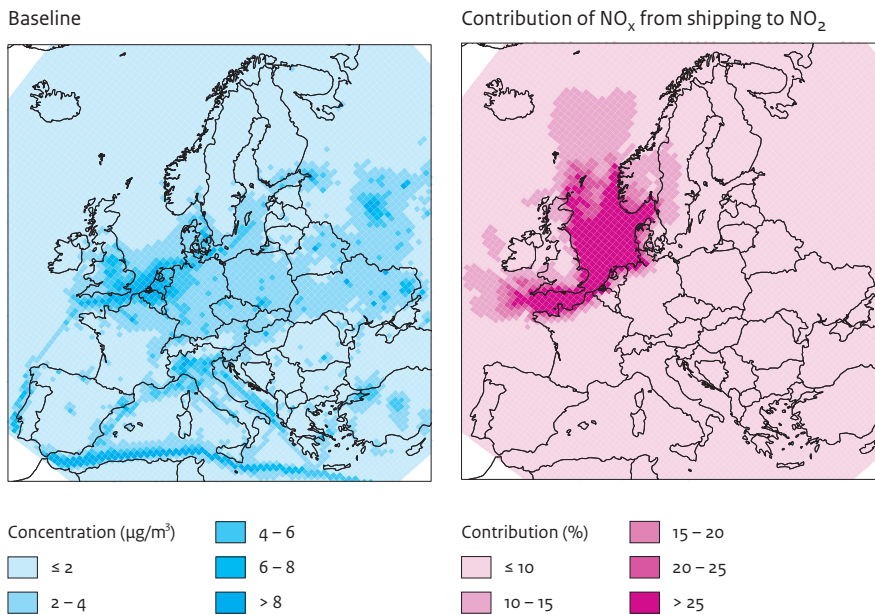 Baseline
Contribution of NOₓ from shipping to NO₂
Concentration (µg/m³)
≤ 2
2 – 4
4 – 6
6 – 8
> 8
Contribution (%)
≤ 10
10 – 15
15 – 20
20 – 25
> 25